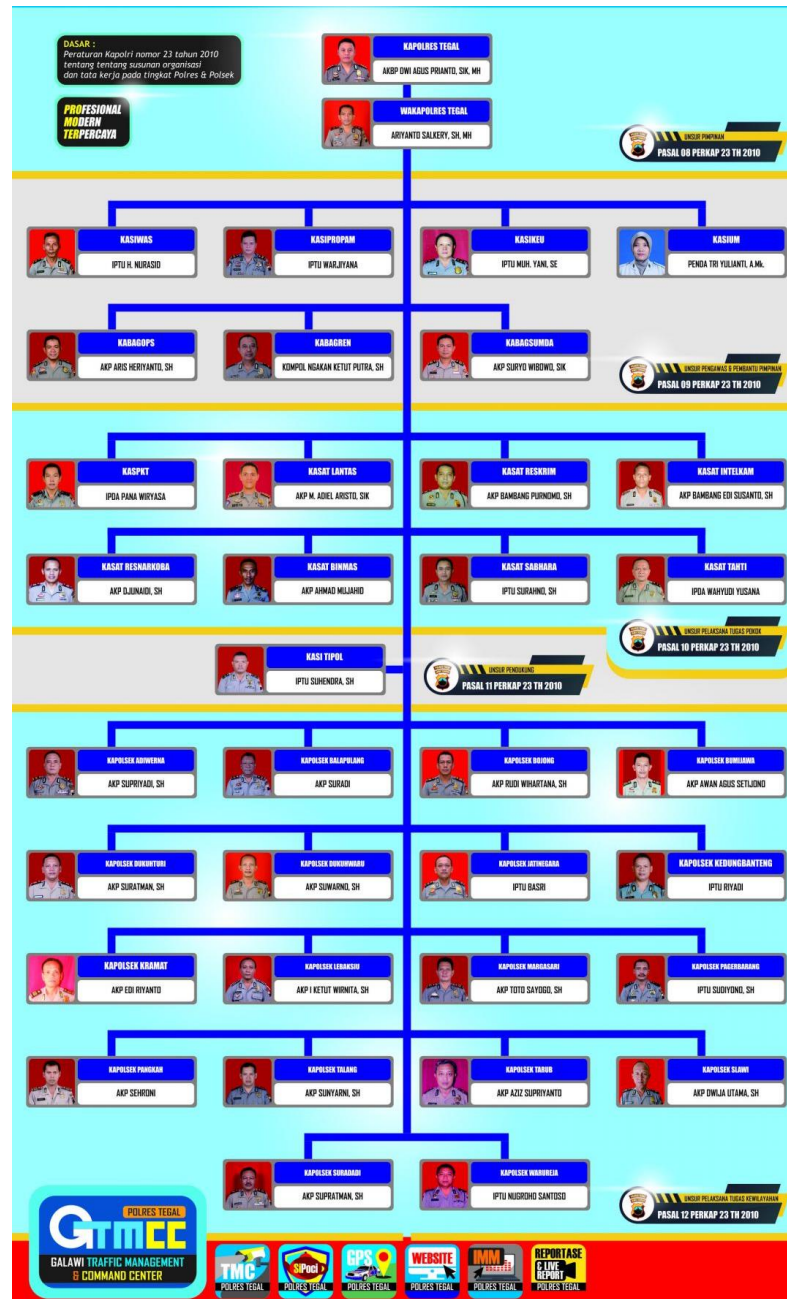 DASAR :
Peraturan Kapolri nomor 23 tahun 2010
tentang tentang susunan organisasi
dan tata kerja pada tingkat Polres & Polsek
PROFESIONAL
MODERN
TERPERCAYA
KAPOLRES TEGAL
AKBP DWI AGUS PRIANTO, SIK, MH
WAKAPOLRES TEGAL
ARIYANTO SALKERY, SH, MH
UNSUR PIMPINAN
PASAL 08 PERKAP 23 TH 2010
KASIWAS
IPTU H. NURASID
KASIPROPAM
IPTU WARJIYANA
KASIKEU
IPTU MUH. YANI, SE
KASIUM
PENDA TRI YULIANTI, A.Mk.
KABAGOPS
AKP ARIS HERIYANTO, SH
KABAGREN
KOMPOL NGAKAN KETUT PUTRA, SH
KABAGSUMDA
AKP SURYO WIBOWO, SIK
UNSUR PENGAWAS & PEMBANTU PIMPINAN
PASAL 09 PERKAP 23 TH 2010
KASPKT
IPDA PANA WIRYASA
KASAT LANTAS
AKP M. ADIEL ARISTO, SIK
KASAT RESKRIM
AKP BAMBANG PURNOMO, SH
KASAT INTELKAM
AKP BAMBANG EDI SUSANTO, SH
KASAT RESNARKOBA
AKP DJUNAIDI, SH
KASAT BINMAS
AKP AHMAD MUJAHID
KASAT SABHARA
IPTU SURAHNO, SH
KASAT TAHTI
IPDA WAHYUDI YUSANA
UNSUR PELAKSANA TUGAS POKOK
PASAL 10 PERKAP 23 TH 2010
KASI TIPOL
IPTU SUHENDRA, SH
UNSUR PENDUKUNG
PASAL 11 PERKAP 23 TH 2010
KAPOLSEK ADIWERNA
AKP SUPRIYADI, SH
KAPOLSEK BALAPULANG
AKP SURADI
KAPOLSEK BOJONG
AKP RUDI WIHARTANA, SH
KAPOLSEK BUMIJAWA
AKP AWAN AGUS SETIJONO
KAPOLSEK DUKUHTURI
AKP SURATMAN, SH
KAPOLSEK DUKUHWARU
AKP SUWARNO, SH
KAPOLSEK JATINEGARA
IPTU BASRI
KAPOLSEK KEDUNGBANTENG
IPTU RIYADI
KAPOLSEK KRAMAT
AKP EDI RIYANTO
KAPOLSEK LEBAKSIU
AKP I KETUT WIRNITA, SH
KAPOLSEK MARGASARI
AKP TOTO SAYOGO, SH
KAPOLSEK PAGERBARANG
IPTU SUDIYONO, SH
KAPOLSEK PANGKAH
AKP SEHRONI
KAPOLSEK TALANG
AKP SUNYARNI, SH
KAPOLSEK TARUB
AKP AZIZ SUPRIYANTO
KAPOLSEK SLAWI
AKP DWIJA UTAMA, SH
KAPOLSEK SURADADI
AKP SUPRATMAN, SH
KAPOLSEK WARUREJA
IPTU NUGROHO SANTOSO
UNSUR PELAKSANA TUGAS KEWILAYAHAN
PASAL 12 PERKAP 23 TH 2010
POLRES TEGAL
GTMCC
GALAWI TRAFFIC MANAGEMENT
& COMMAND CENTER
TMC
POLRES TEGAL
SiPoci
POLRES TEGAL
GPS
POLRES TEGAL
WEBSITE
POLRES TEGAL
IMM
POLRES TEGAL
REPORTASE
& LIVE
REPORT
POLRES TEGAL